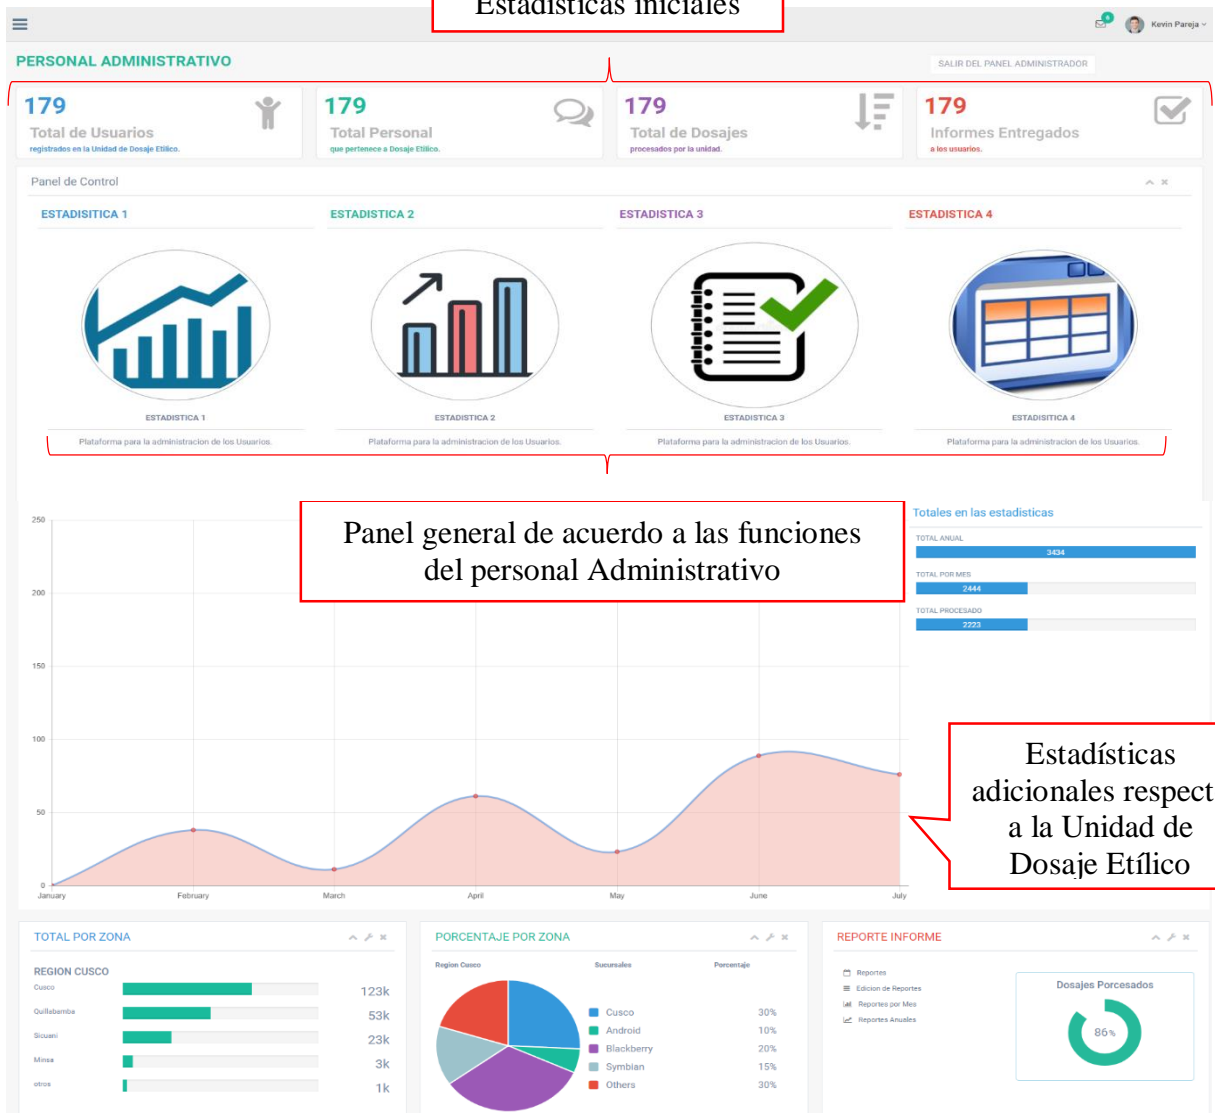 Estadísticas iniciales
6
Kevin Pareja
PERSONAL ADMINISTRATIVO
SALIR DEL PANEL ADMINISTRADOR
179
Total de Usuarios
registrados en la Unidad de Dosaje Etílico.
179
Total Personal
que pertenece a Dosaje Etílico.
179
Total de Dosajes
procesados por la unidad.
179
Informes Entregados
a los usuarios.
Panel de Control
ESTADISITICA 1
ESTADISTICA 2
ESTADISTICA 3
ESTADISTICA 4
ESTADISTICA 1
ESTADISTICA 2
ESTADISTICA 3
ESTADISITICA 4
Plataforma para la administracion de los Usuarios.
Plataforma para la administracion de los Usuarios.
Plataforma para la administracion de los Usuarios.
Plataforma para la administracion de los Usuarios.
Panel general de acuerdo a las funciones
del personal Administrativo
250
200
150
100
50
0
January
February
March
April
May
June
July
Totales en las estadisticas
TOTAL ANUAL
3434
TOTAL POR MES
2444
TOTAL PROCESADO
2223
Estadísticas
adicionales respect
a la Unidad de
Dosaje Etílico
TOTAL POR ZONA
REGION CUSCO
Cusco 123k
Quillabamba 53k
Sicuani 23k
Minsa 3k
otros 1k
PORCENTAJE POR ZONA
Region Cusco Sucursales Porcentaje
Cusco 30%
Android 10%
Blackberry 20%
Symbian 15%
Others 30%
REPORTE INFORME
Reportes
Edicion de Reportes
Reportes por Mes
Reportes Anuales
Dosajes Porcesados
86%